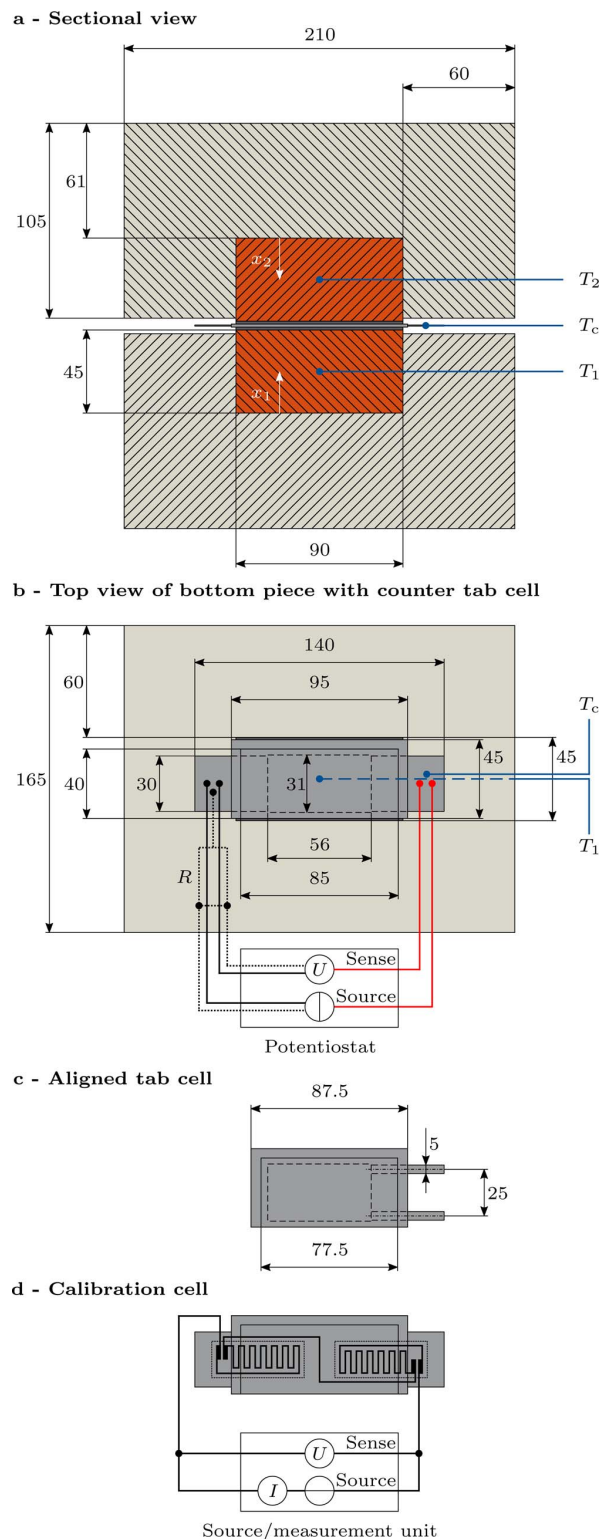 a - Sectional view
210
60
61
105
x₂
T₂
T_c
45
T₁
x₁
90
b - Top view of bottom piece with counter tab cell
140
60
95
T_c
165
40
30
31
45
45
56
T₁
R
85
Sense
U
Source
Potentiostat
c - Aligned tab cell
87.5
5
25
77.5
d - Calibration cell
Sense
U
Source
I
Source/measurement unit